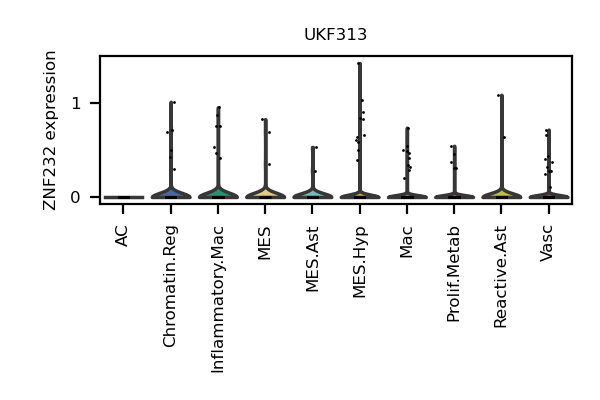 UKF313
ZNF232 expression
1
0
AC
Chromatin.Reg
Inflammatory.Mac
MES
MES.Ast
MES.Hyp
Mac
Prolif.Metab
Reactive.Ast
Vasc